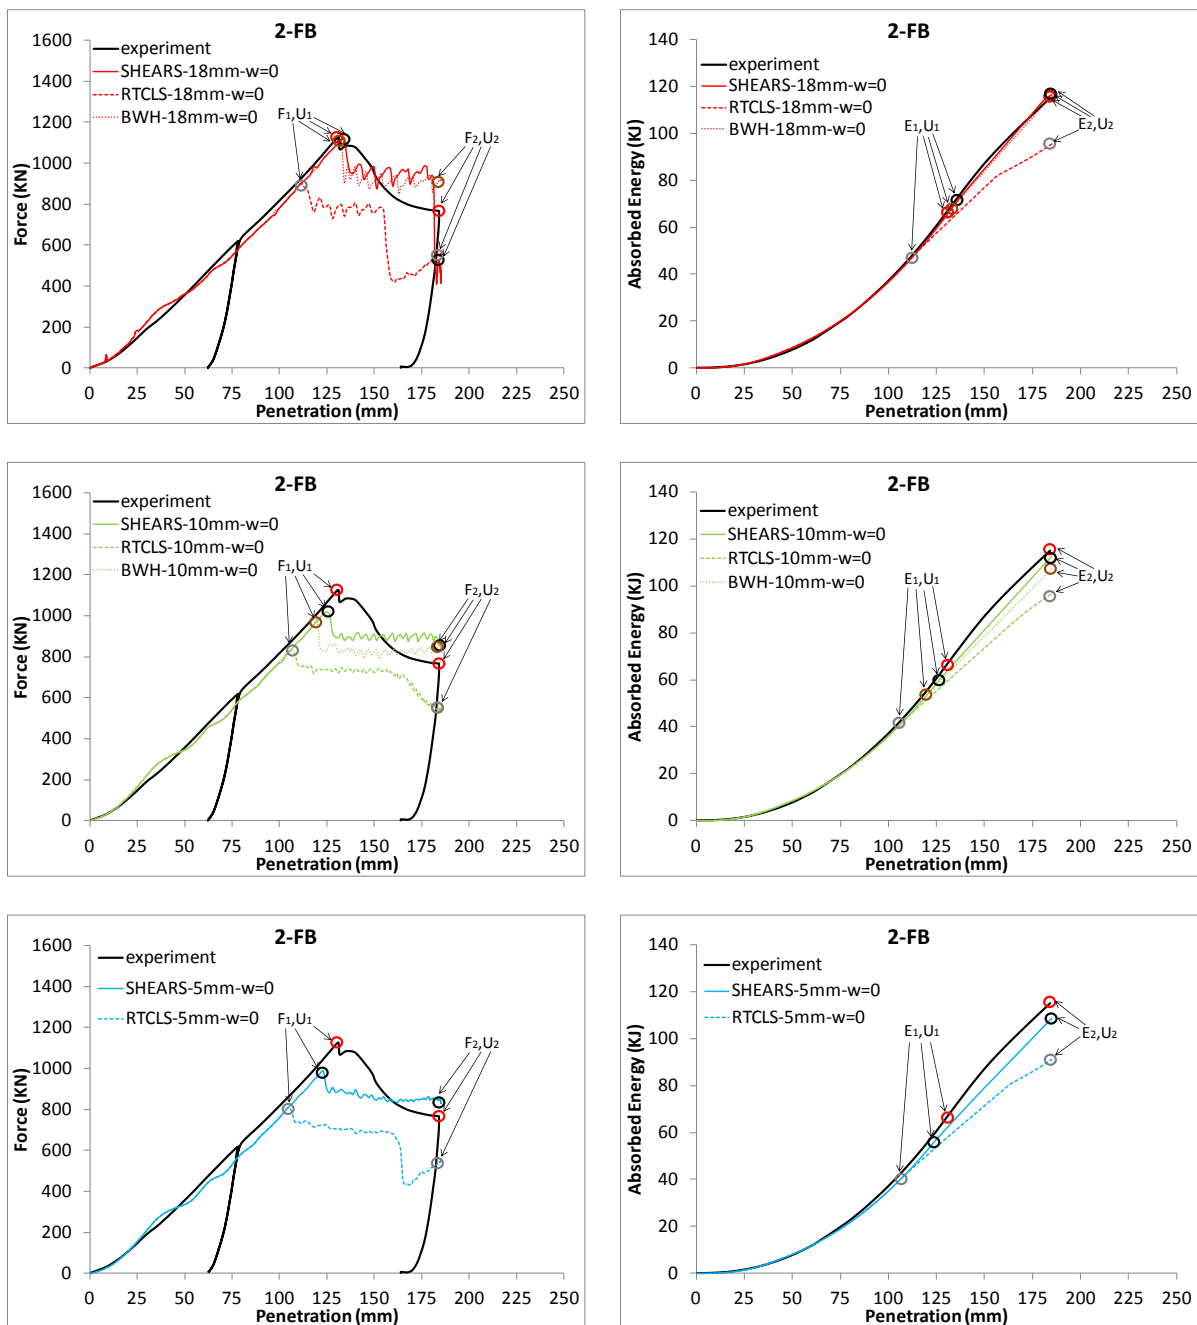 2-FB
1600
1400
1200
1000
800
600
400
200
0
Force (KN)
experiment
SHEARS-18mm-w=0
RTCLS-18mm-w=0
BWH-18mm-w=0
F1,U1
F2,U2
0 25 50 75 100 125 150 175 200 225 250
Penetration (mm)
2-FB
140
120
100
80
60
40
20
0
Absorbed Energy (KJ)
experiment
SHEARS-18mm-w=0
RTCLS-18mm-w=0
BWH-18mm-w=0
E1,U1
E2,U2
0 25 50 75 100 125 150 175 200 225 250
Penetration (mm)
2-FB
1600
1400
1200
1000
800
600
400
200
0
Force (KN)
experiment
SHEARS-10mm-w=0
RTCLS-10mm-w=0
BWH-10mm-w=0
F1,U1
F2,U2
0 25 50 75 100 125 150 175 200 225 250
Penetration (mm)
2-FB
140
120
100
80
60
40
20
0
Absorbed Energy (KJ)
experiment
SHEARS-10mm-w=0
RTCLS-10mm-w=0
BWH-10mm-w=0
E1,U1
E2,U2
0 25 50 75 100 125 150 175 200 225 250
Penetration (mm)
2-FB
1600
1400
1200
1000
800
600
400
200
0
Force (KN)
experiment
SHEARS-5mm-w=0
RTCLS-5mm-w=0
F1,U1
F2,U2
0 25 50 75 100 125 150 175 200 225 250
Penetration (mm)
2-FB
140
120
100
80
60
40
20
0
Absorbed Energy (KJ)
experiment
SHEARS-5mm-w=0
RTCLS-5mm-w=0
E1,U1
E2,U2
0 25 50 75 100 125 150 175 200 225 250
Penetration (mm)